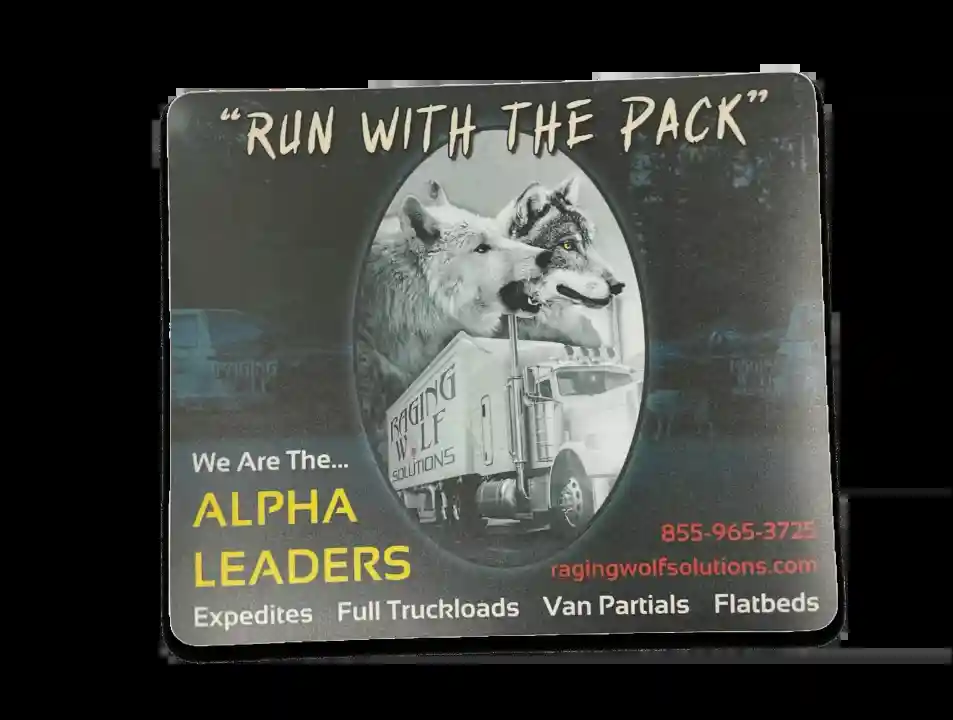 “RUN WITH THE PACK”
RAGING
WOLF
SOLUTIONS
We Are The...
ALPHA
LEADERS
855-965-3725
ragingwolfsolutions.com
Expedites Full Truckloads Van Partials Flatbeds